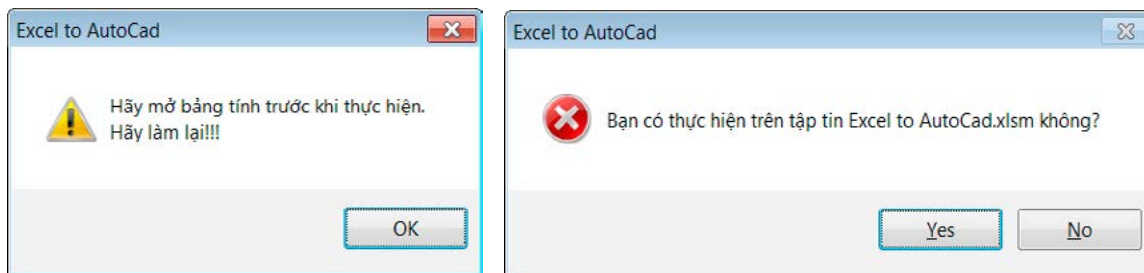 Excel to AutoCad
Hãy mở bảng tính trước khi thực hiện.
Hãy làm lại!!!
OK
Excel to AutoCad
Bạn có thực hiện trên tập tin Excel to AutoCad.xlsm không?
Yes
No